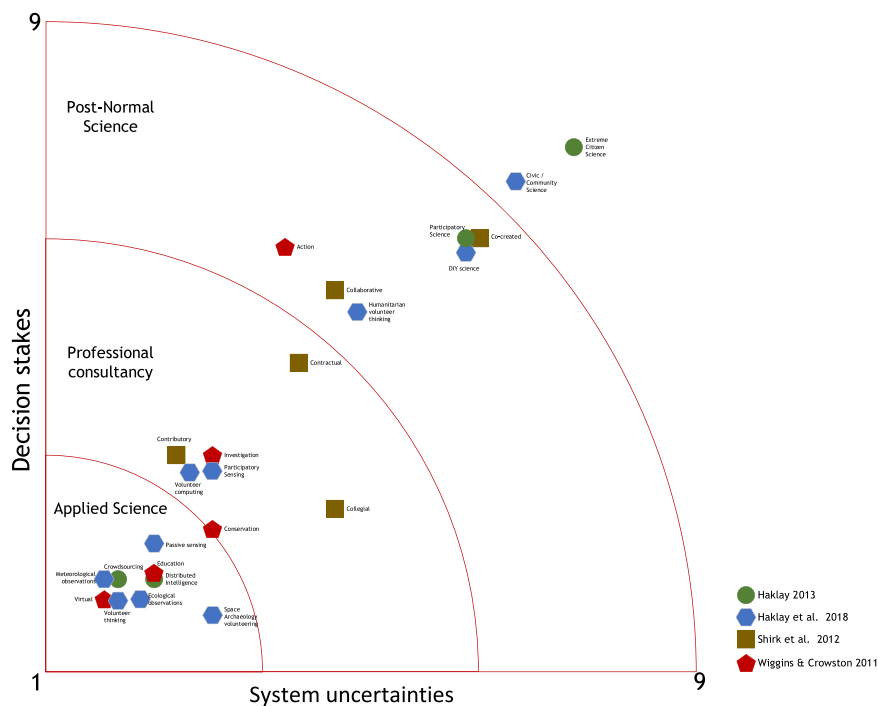 9
Post-Normal
Science
Extreme
Citizen
Science
Civic /
Community
Science
Participatory
Science
Co-created
DIY science
Action
Collaborative
Humanitarian
volunteer
thinking
Contractual
Professional
consultancy
Decision stakes
Contributory
Investigation
Participatory
Sensing
Volunteer
computing
Collegial
Applied Science
Conservation
Passive sensing
Crowdsourcing
Education
Meteorological
observations
Distributed
Intelligence
Virtual
Ecological
observations
Volunteer
thinking
Space
Archaeology
volunteering
Haklay 2013
Haklay et al.  2018
Shirk et al. 2012
Wiggins & Crowston 2011
1
System uncertainties
9